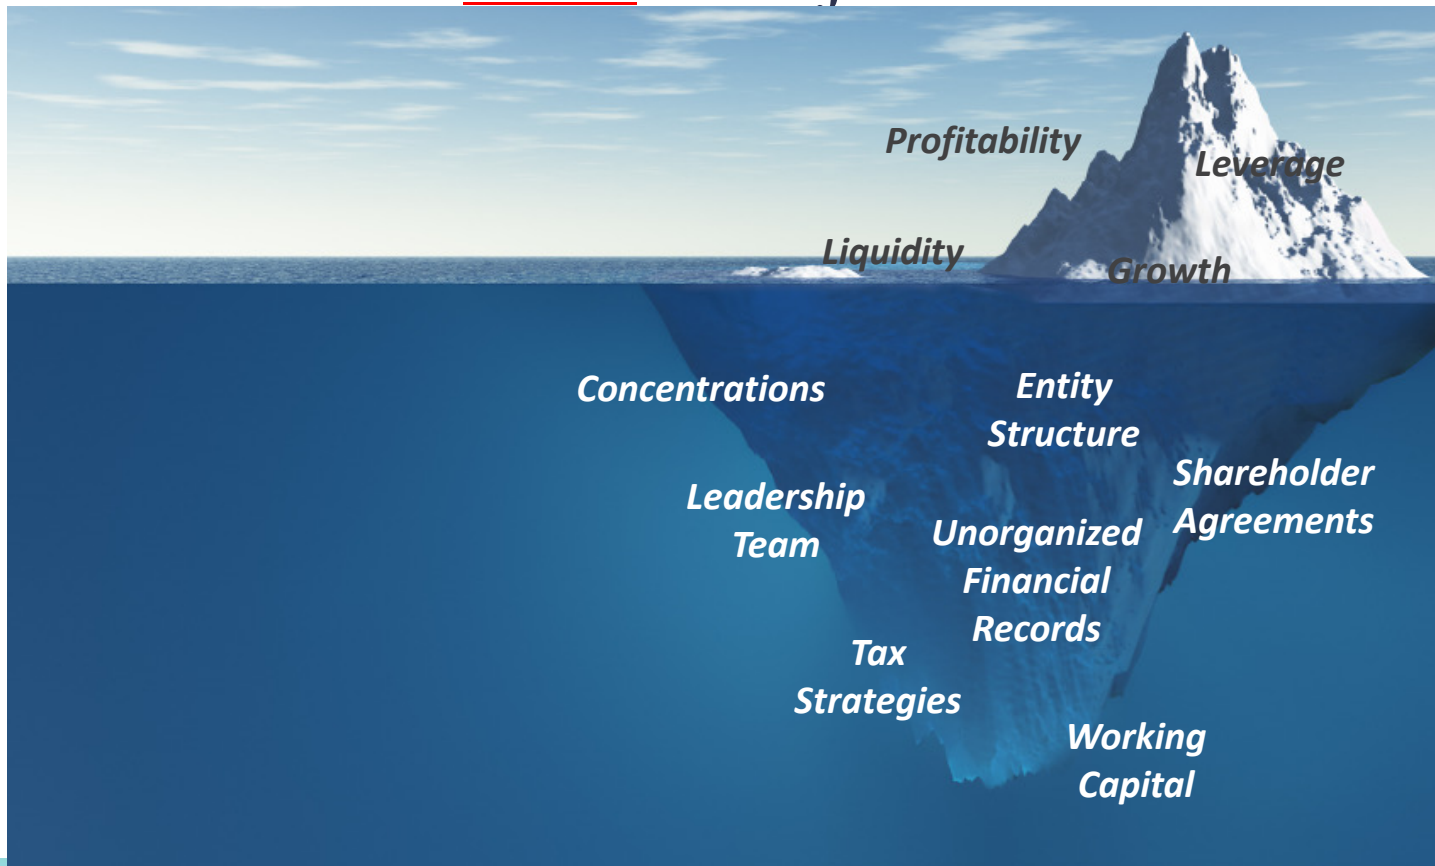 Profitability
Leverage
Liquidity
Growth
Concentrations
Entity
Structure
Shareholder
Agreements
Leadership
Team
Unorganized
Financial
Records
Tax
Strategies
Working
Capital